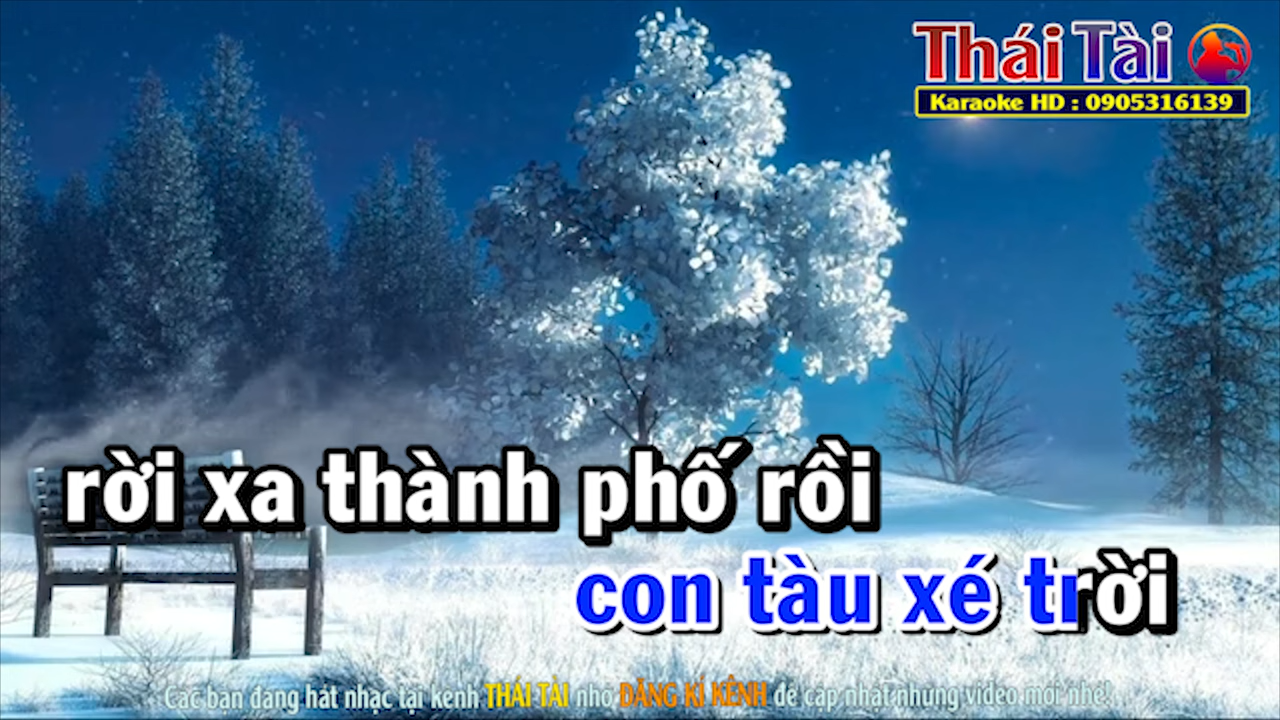 Thái Tài
Karaoke HD : 0905316139
rời xa thành phố rồi
con tàu xé trời
Các bạn đang hát nhạc tại kênh THÁI TÀI nhớ ĐĂNG KÍ KÊNH để cập nhật nhưng video mới nhé!